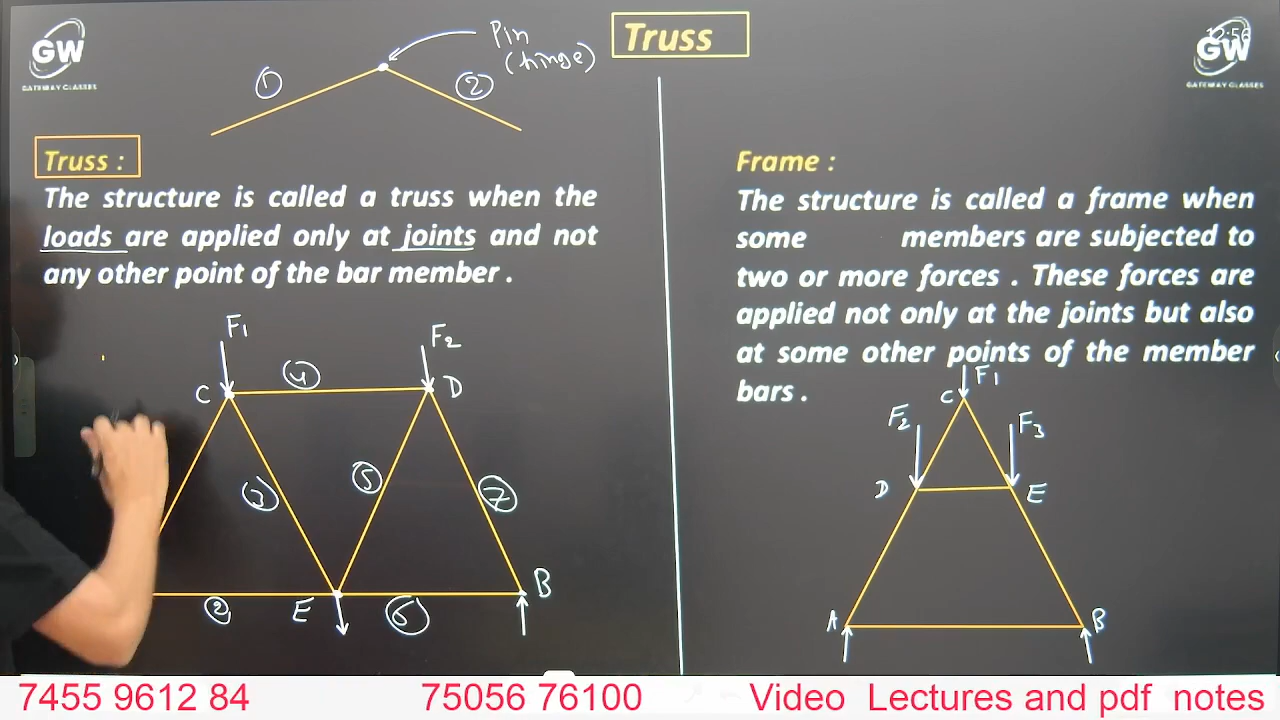 GW
GATEWAY CLASSES
Pin
(hinge)
1
2
Truss
12:56
GW
GATEWAY CLASSES
Truss :
The structure is called a truss when the
loads are applied only at joints and not
any other point of the bar member .
F1
F2
C
4
D
3
5
7
2
E
6
B
Frame :
The structure is called a frame when
some members are subjected to
two or more forces . These forces are
applied not only at the joints but also
at some other points of the member
bars .
F1
C
F2
F3
D
E
A
B
7455 9612 84
75056 76100
Video Lectures and pdf notes